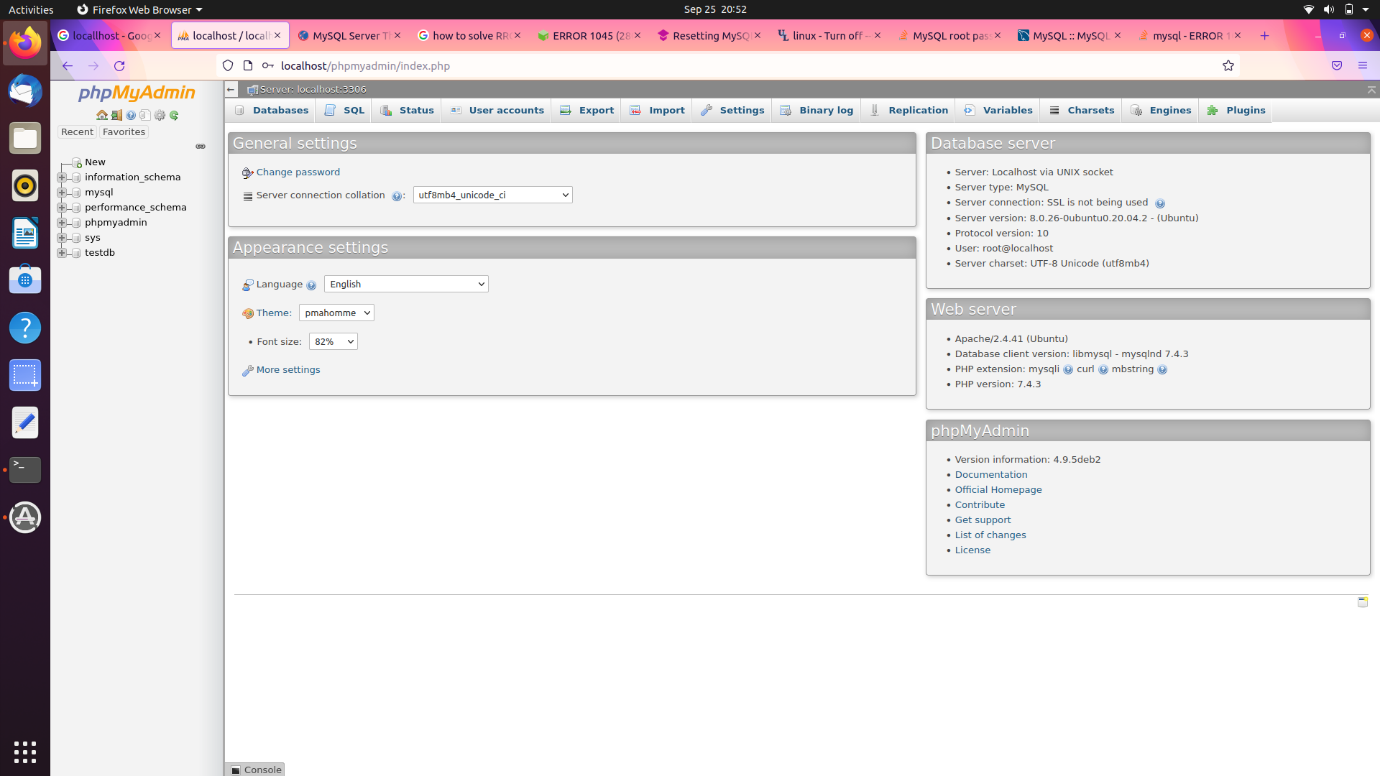 Activities
Firefox Web Browser
Sep 25 20:52
locallhost - Goog
localhost / locall
MySQL Server Th
how to solve RRO
ERROR 1045 (28
Resetting MySQL
linux - Turn off -
MySQL root pass
MySQL :: MySQL
mysql - ERROR 1
localhost/phpmyadmin/index.php
phpMyAdmin
Recent
Favorites
New
information_schema
mysql
performance_schema
phpmyadmin
sys
testdb
Server: localhost:3306
Databases
SQL
Status
User accounts
Export
Import
Settings
Binary log
Replication
Variables
Charsets
Engines
Plugins
General settings
Change password
Server connection collation : utf8mb4_unicode_ci
Appearance settings
Language English
Theme: pmahomme
• Font size: 82%
More settings
Database server
• Server: Localhost via UNIX socket
• Server type: MySQL
• Server connection: SSL is not being used
• Server version: 8.0.26-0ubuntu0.20.04.2 - (Ubuntu)
• Protocol version: 10
• User: root@localhost
• Server charset: UTF-8 Unicode (utf8mb4)
Web server
• Apache/2.4.41 (Ubuntu)
• Database client version: libmysql - mysqlnd 7.4.3
• PHP extension: mysqli curl mbstring
• PHP version: 7.4.3
phpMyAdmin
• Version information: 4.9.5deb2
• Documentation
• Official Homepage
• Contribute
• Get support
• List of changes
• License
Console